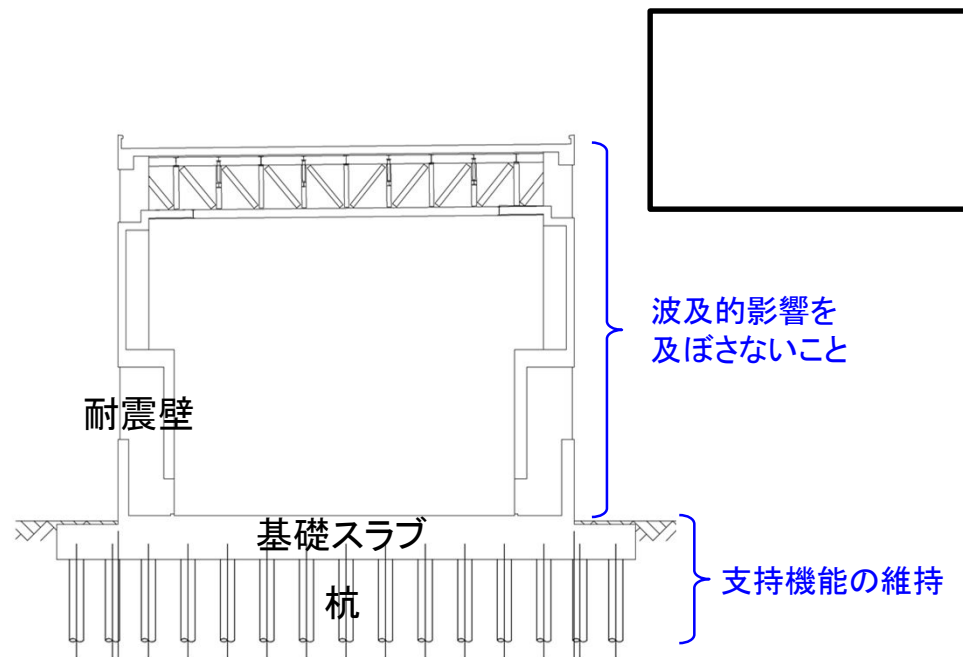 波及的影響を
及ぼさないこと
耐震壁
基礎スラブ
杭
支持機能の維持